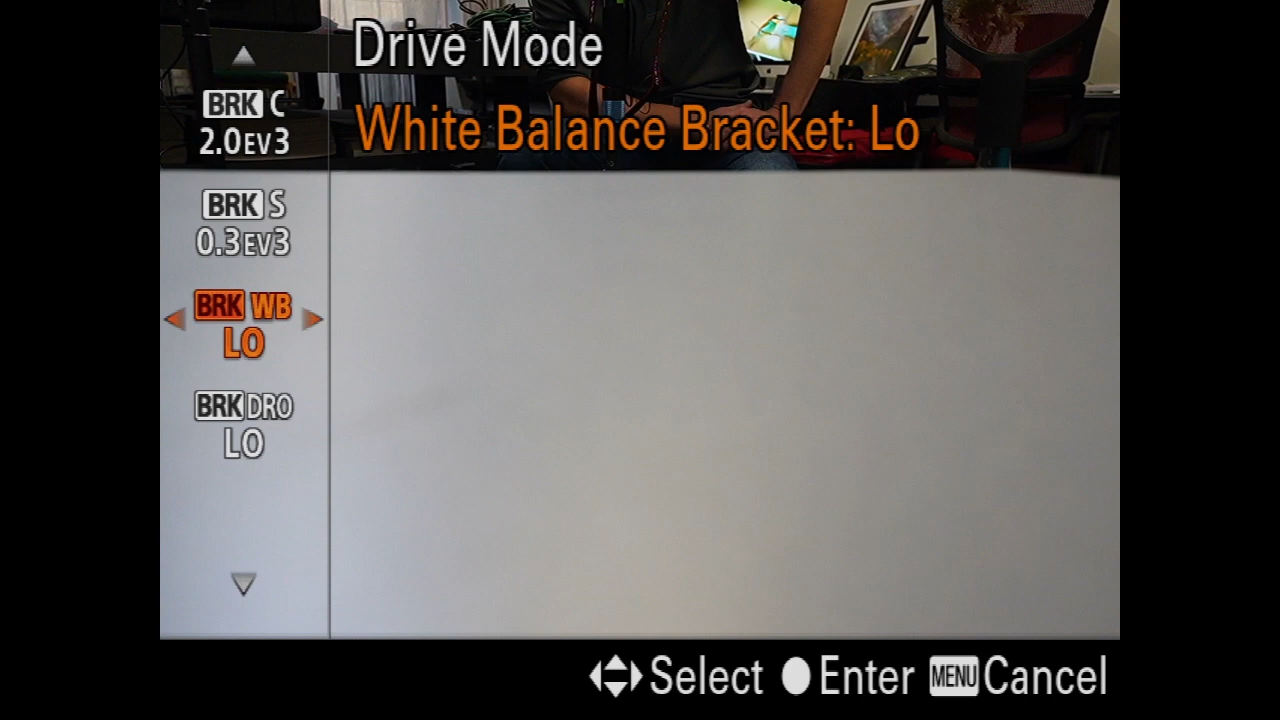 Drive Mode
White Balance Bracket: Lo
BRK C
2.0EV3
BRK S
0.3EV3
BRK WB
LO
BRK DRO
LO
Select Enter MENU Cancel